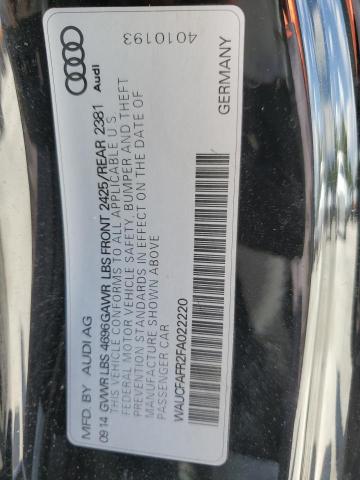 MFD. BY AUDI AG
09 14 GVWR LBS 4696 GAWR LBS FRONT 2425/REAR 2381
THIS VEHICLE CONFORMS TO ALL APPLICABLE U.S.
FEDERAL MOTOR VEHICLE SAFETY, BUMPER AND THEFT
PREVENTION STANDARDS IN EFFECT ON THE DATE OF
MANUFACTURE SHOWN ABOVE.
PASSENGER CAR
WAUCFAFR2FA022220
GERMANY
Audi
4010193